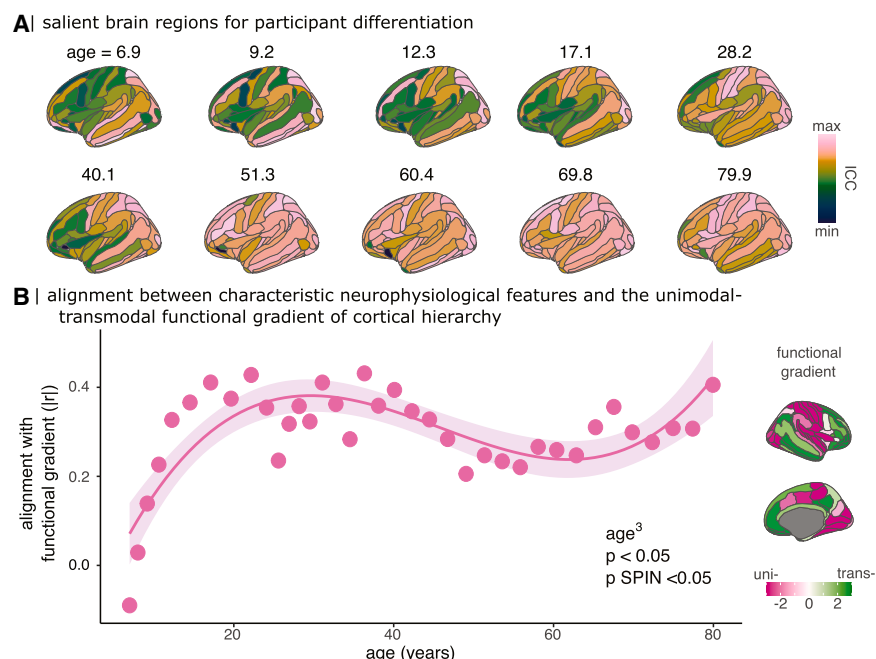 A| salient brain regions for participant differentiation
age = 6.9 9.2 12.3 17.1 28.2
max
ICC
min
40.1 51.3 60.4 69.8 79.9
B| alignment between characteristic neurophysiological features and the unimodal-
transmodal functional gradient of cortical hierarchy
alignment with
functional gradient (|r|)
0.4
0.2
0.0
age³
p < 0.05
p SPIN <0.05
20 40 60 80
age (years)
functional
gradient
uni- trans-
-2 0 2